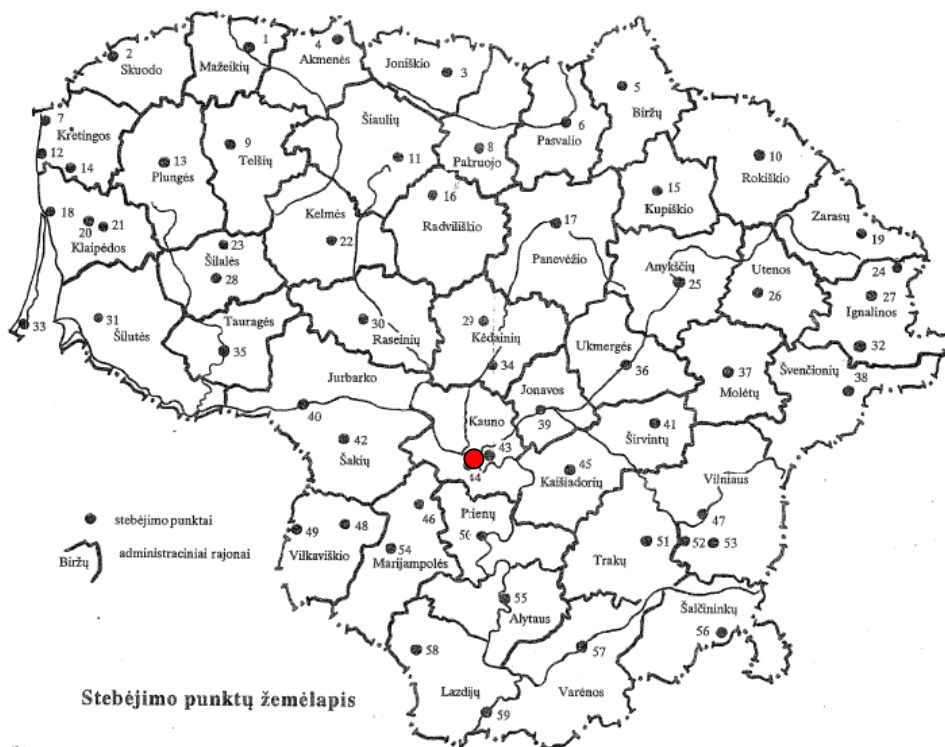 1
2
4
Skuodo
Mažeikių
Akmenės
Joniškio
3
5
Biržų
7
Kretingos
6
Pasvalio
Šiaulių
12
14
13
Plungės
9
Telšių
11
8
Pakruojo
10
Rokiškio
15
Kupiškio
16
Radviliškio
Kelmės
22
17
Panevėžio
Zarasų
19
18
20
21
Klaipėdos
23
Šilalės
28
Anykščių
25
Utenos
26
24
27
Ignalinos
33
31
Šilutės
Tauragės
35
30
Raseinių
29
Kėdainių
34
Ukmergės
36
32
Švenčionių
38
37
Molėtų
Jurbarko
40
Jonavos
39
Kauno
43
44
41
Širvintų
42
Šakių
45
Kaišiadorių
Vilniaus
47
46
Prienų
50
49
48
Vilkaviškio
54
Marijampolės
51
52
53
Trakų
stebėjimo punktai
Biržų
administraciniai rajonai
55
Alytaus
Šalčininkų
56
57
58
Lazdijų
Varėnos
59
Stebėjimo punktų žemėlapis